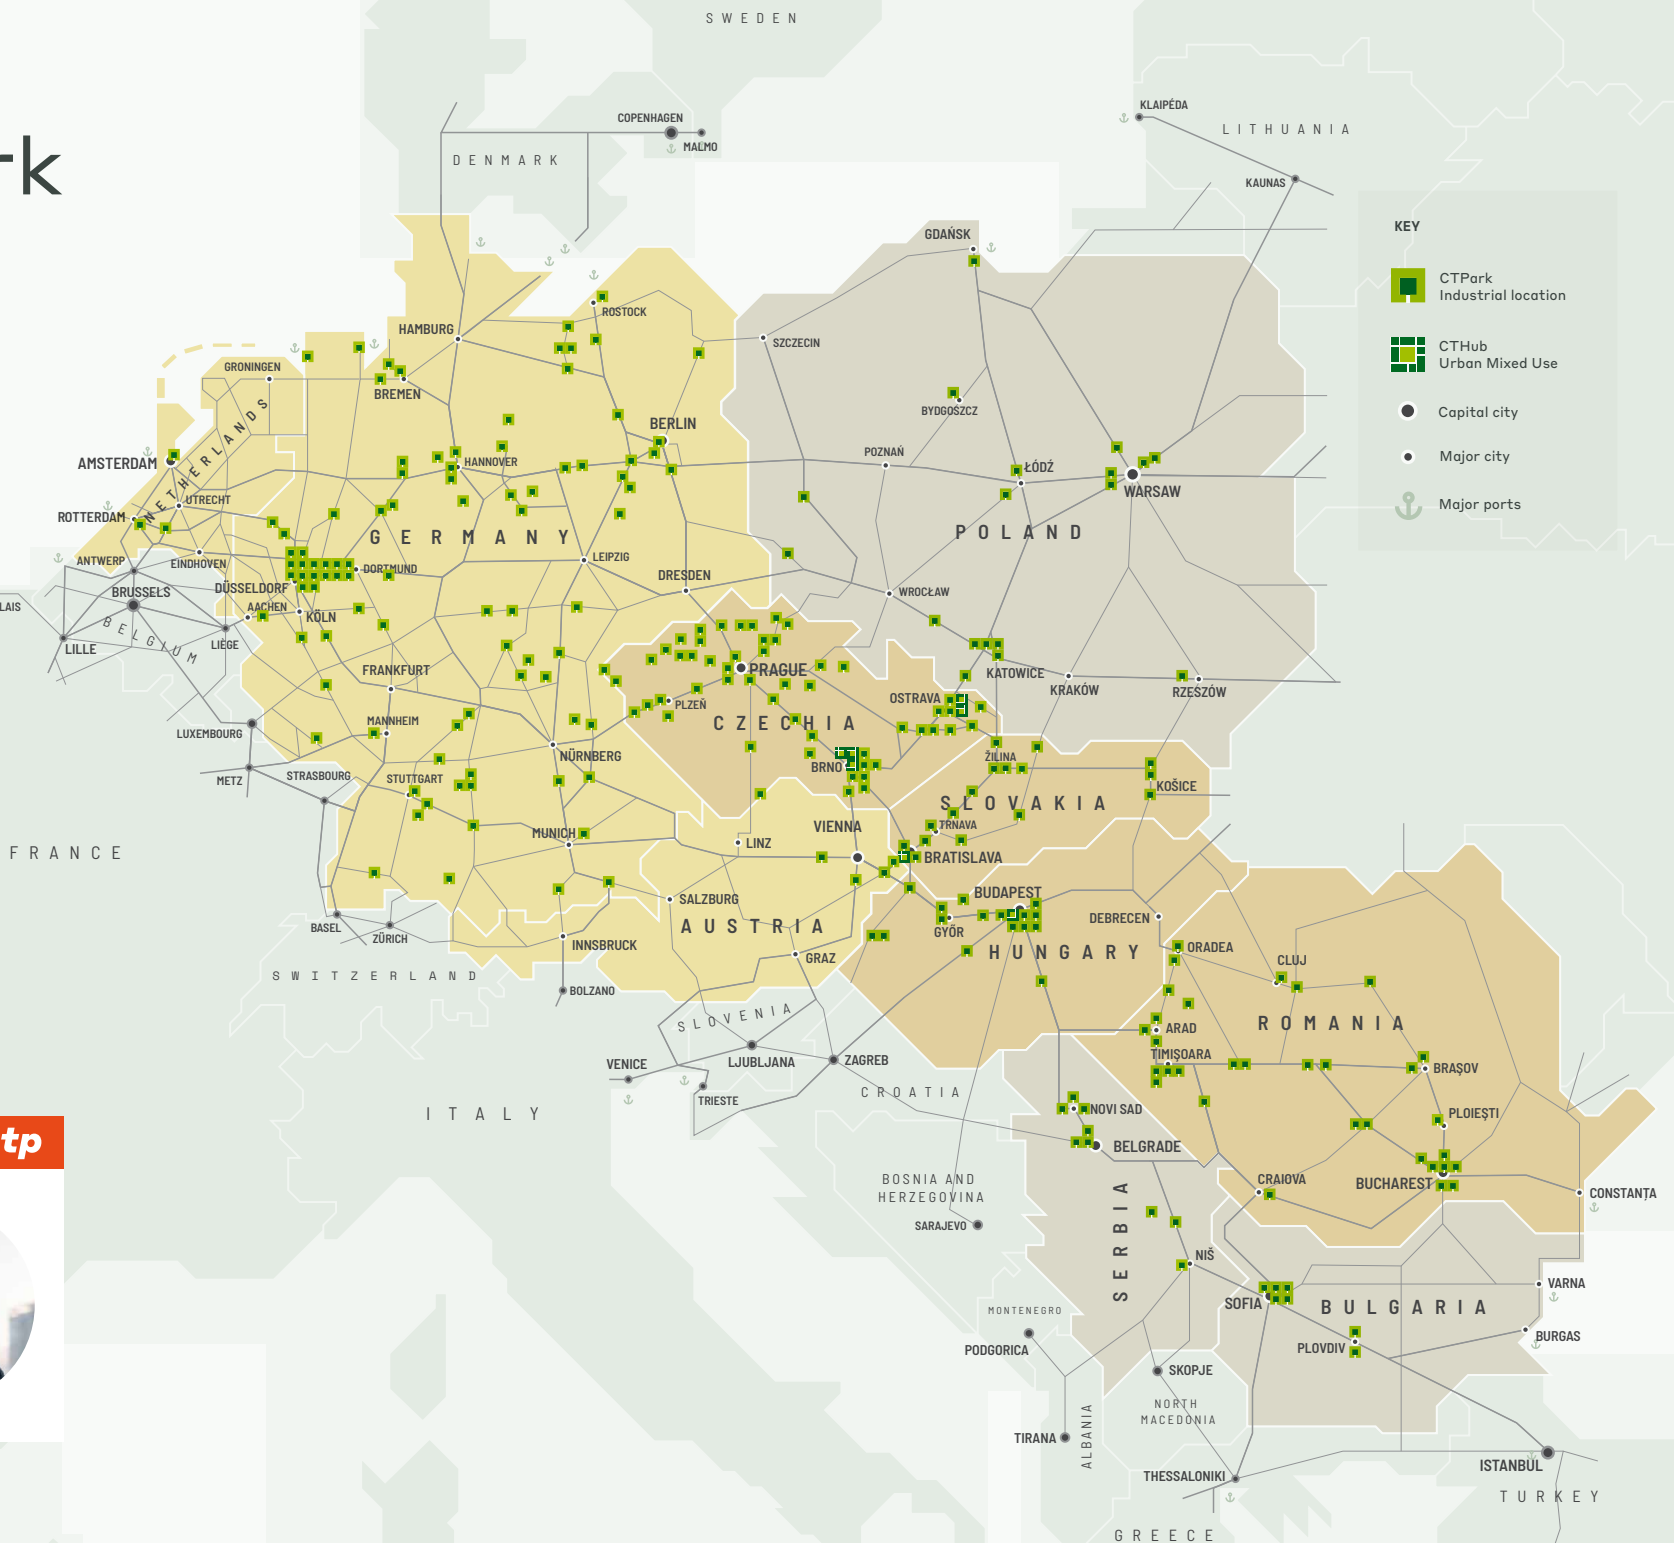 SWEDEN
KLAIPĖDA
COPENHAGEN
LITHUANIA
MALMO
DENMARK
rk
KAUNAS
KEY
GDAŃSK
CTPark
Industrial location
ROSTOCK
HAMBURG
SZCZECIN
CTHub
Urban Mixed Use
GRONINGEN
BREMEN
BYDGOSZCZ
Capital city
BERLIN
NETHERLANDS
POZNAŃ
Major city
AMSTERDAM
HANNOVER
ŁÓDŹ
WARSAW
UTRECHT
Major ports
ROTTERDAM
GERMANY
POLAND
ANTWERP
EINDHOVEN
LEIPZIG
DORTMUND
DRESDEN
BRUSSELS
DÜSSELDORF
WROCŁAW
LAIS
AACHEN
KÖLN
BELGIUM
LIÈGE
LILLE
FRANKFURT
PRAGUE
KATOWICE
KRAKÓW
RZESZÓW
OSTRAVA
PLZEŇ
MANNHEIM
CZECHIA
LUXEMBOURG
NÜRNBERG
ŽILINA
BRNO
METZ
STRASBOURG
STUTTGART
KOŠICE
SLOVAKIA
VIENNA
TRNAVA
MUNICH
LINZ
FRANCE
BRATISLAVA
BUDAPEST
SALZBURG
DEBRECEN
BASEL
AUSTRIA
GYÖR
ZÜRICH
INNSBRUCK
HUNGARY
ORADEA
GRAZ
CLUJ
SWITZERLAND
BOLZANO
SLOVENIA
ROMANIA
ARAD
TIMIȘOARA
VENICE
LJUBLJANA
ZAGREB
BRAȘOV
CROATIA
TRIESTE
NOVI SAD
ITALY
PLOIEȘTI
tp
BELGRADE
BOSNIA AND
HERZEGOVINA
CRAIOVA
BUCHAREST
CONSTANȚA
SARAJEVO
SERBIA
NIŠ
VARNA
MONTENEGRO
SOFIA
BULGARIA
PODGORICA
PLOVDIV
BURGAS
SKOPJE
NORTH
MACEDONIA
TIRANA
ALBANIA
THESSALONIKI
ISTANBUL
TURKEY
GREECE